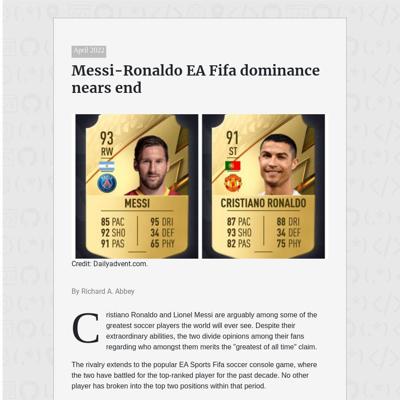 April 2022
Messi-Ronaldo EA Fifa dominance
nears end
93
RW
MESSI
85 PAC 95 DRI
92 SHO 34 DEF
91 PAS 65 PHY
91
ST
CRISTIANO RONALDO
87 PAC 88 DRI
93 SHO 34 DEF
82 PAS 75 PHY
Credit: Dailyadvent.com.
By Richard A. Abbey
Cristiano Ronaldo and Lionel Messi are arguably among some of the
greatest soccer players the world will ever see. Despite their
extraordinary abilities, the two divide opinions among their fans
regarding who amongst them merits the "greatest of all time" claim.
The rivalry extends to the popular EA Sports Fifa soccer console game, where
the two have battled for the top-ranked player for the past decade. No other
player has broken into the top two positions within that period.